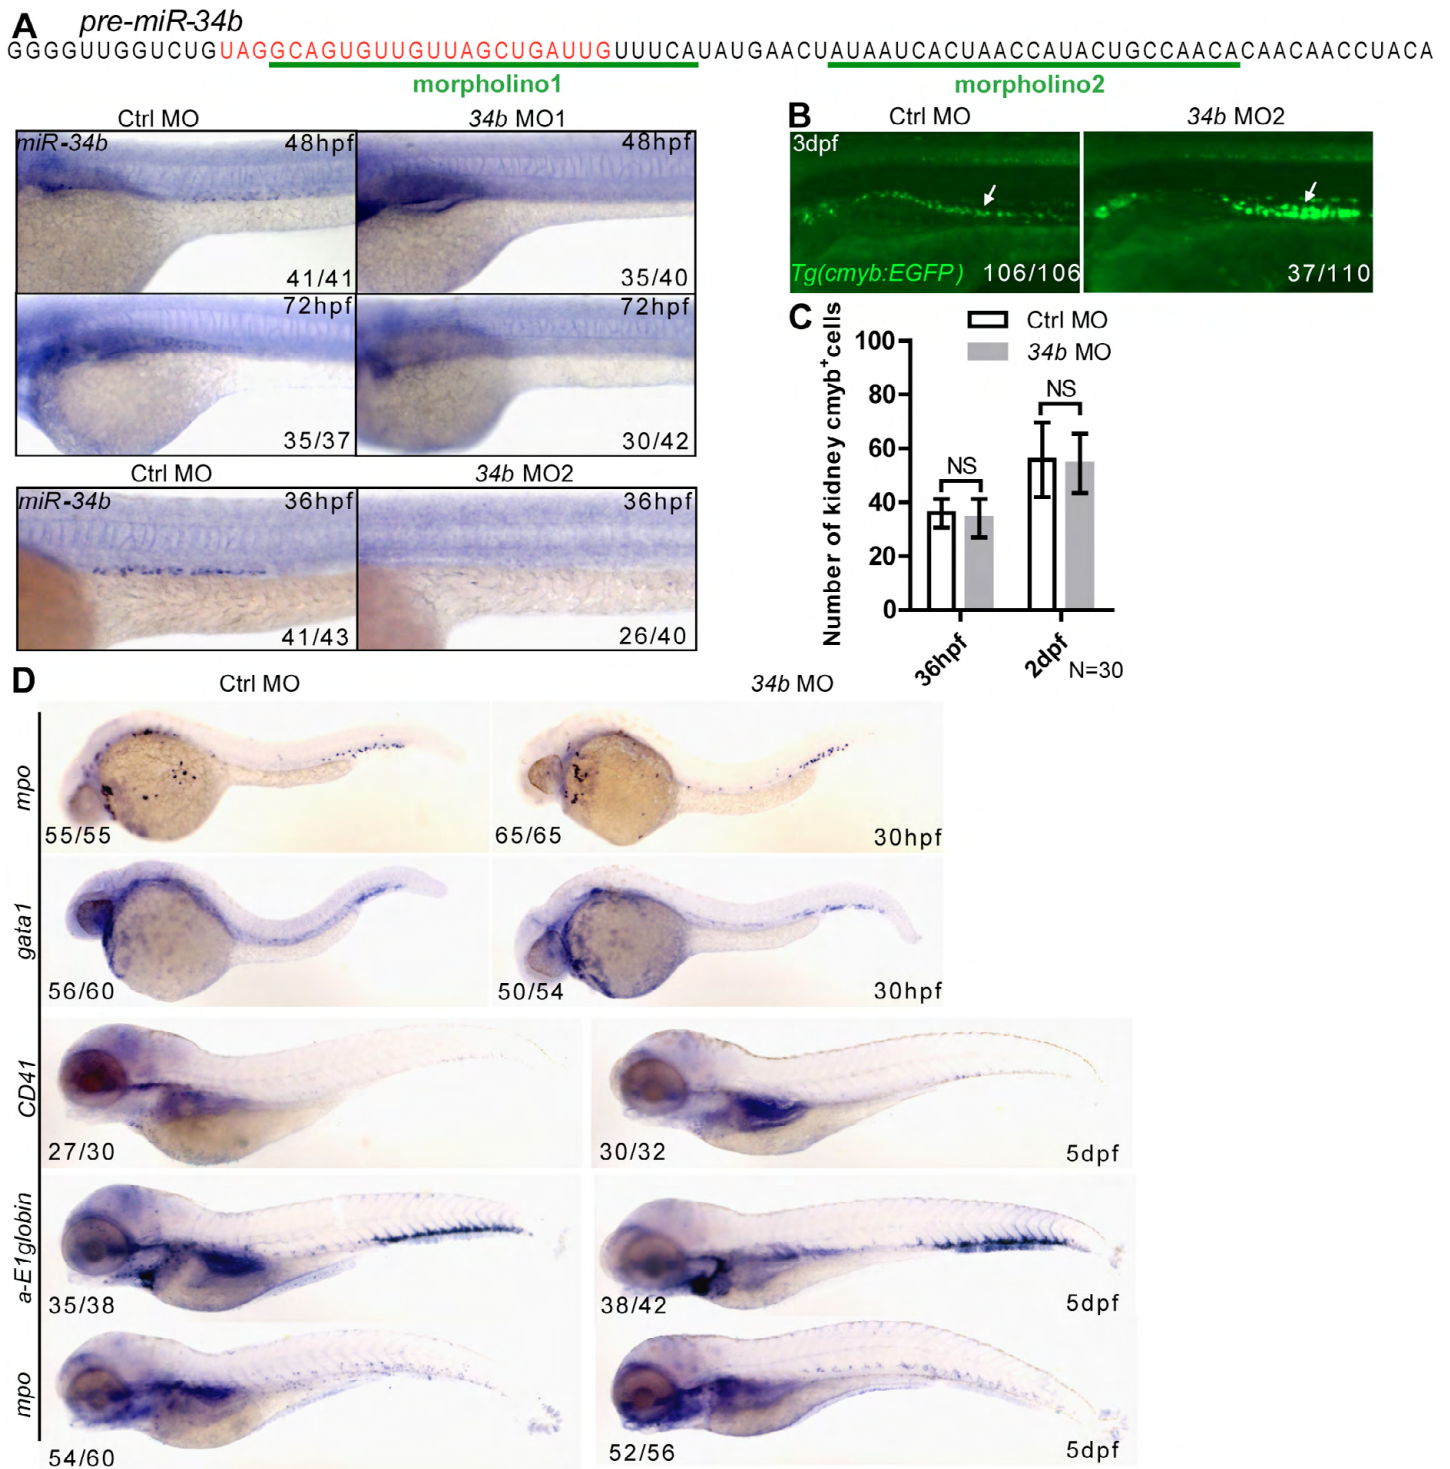 A
pre-miR-34b
GGGGUUGGUCUGUAGGCAGUGUUGUUAGCUGAUUGUUUCAUAUGAACUAUAAUCACUAACCAUACUGCCAACACAACAACCUACA
morpholino1 morpholino2
Ctrl MO 34b MO1
miR-34b 48hpf 48hpf
41/41 35/40
72hpf 72hpf
35/37 30/42
Ctrl MO 34b MO2
miR-34b 36hpf 36hpf
41/43 26/40
B Ctrl MO 34b MO2
3dpf
Tg(cmyb:EGFP) 106/106 37/110
C
Ctrl MO
34b MO
Number of kidney cmyb+cells
100
80
60
40
20
0
NS NS
36hpf 2dpf
N=30
D Ctrl MO 34b MO
mpo 55/55 65/65 30hpf
gata1 56/60 50/54 30hpf
CD41 27/30 30/32 5dpf
a-E1globin 35/38 38/42 5dpf
mpo 54/60 52/56 5dpf